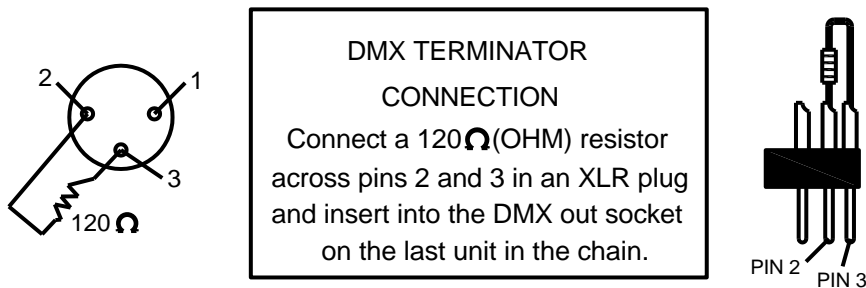 2
1
3
120 Ω
DMX TERMINATOR
CONNECTION
Connect a 120Ω(OHM) resistor
across pins 2 and 3 in an XLR plug
and insert into the DMX out socket
on the last unit in the chain.
PIN 2
PIN 3